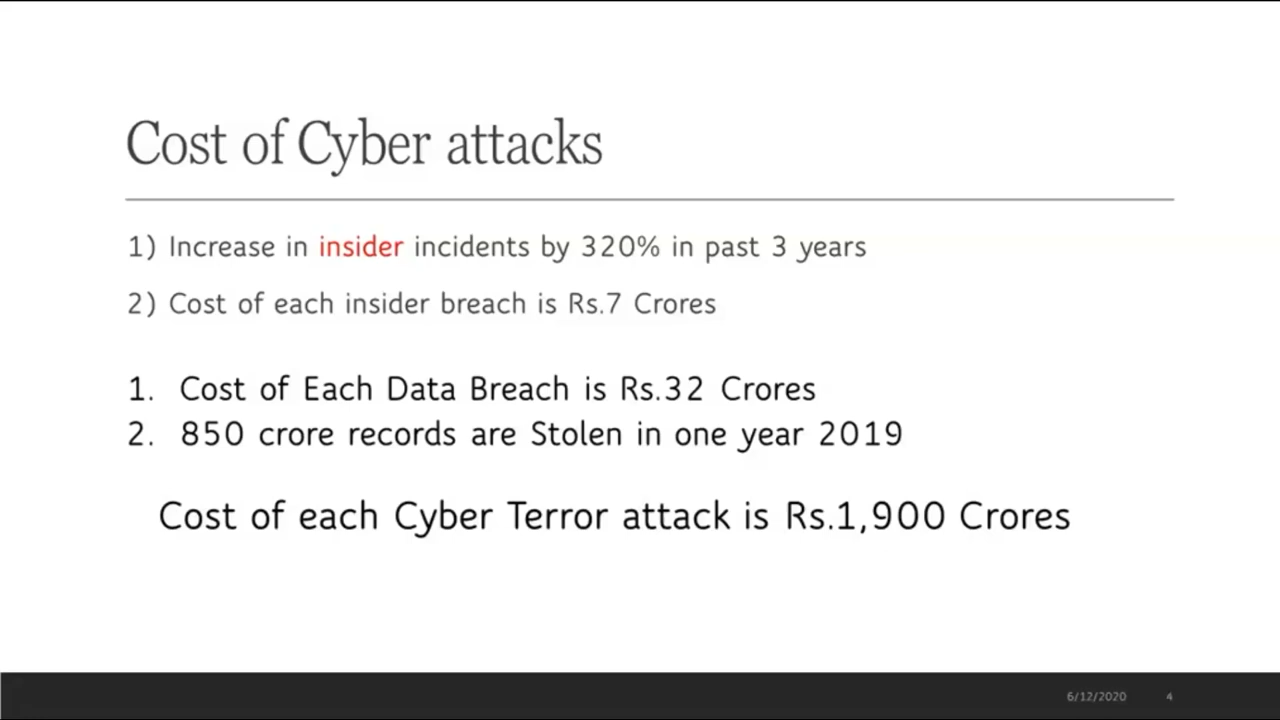 Cost of Cyber attacks
1) Increase in insider incidents by 320% in past 3 years
2) Cost of each insider breach is Rs.7 Crores
1. Cost of Each Data Breach is Rs.32 Crores
2. 850 crore records are Stolen in one year 2019
Cost of each Cyber Terror attack is Rs.1,900 Crores
6/12/2020 4